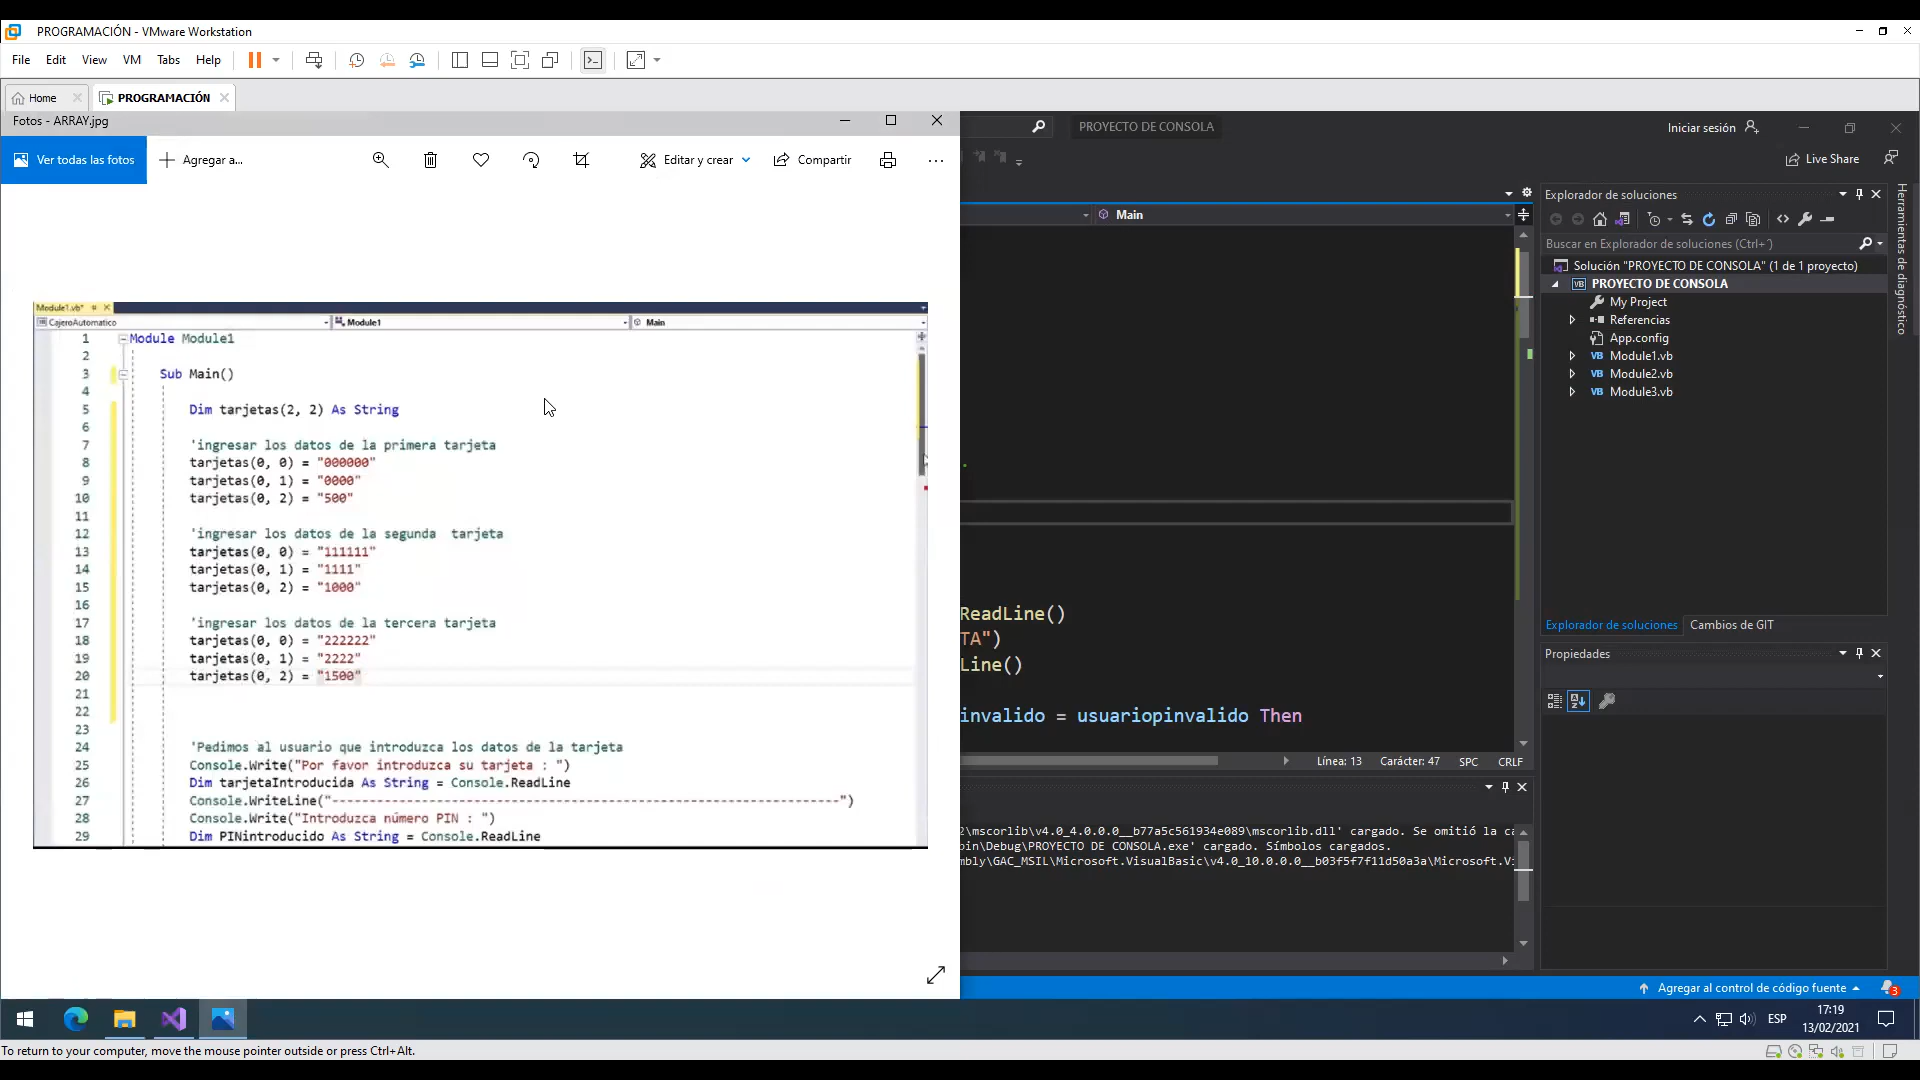 PROGRAMACIÓN - VMware Workstation
File Edit View VM Tabs Help
Home PROGRAMACIÓN
Fotos - ARRAY.jpg
Ver todas las fotos Agregar a... Editar y crear Compartir
Module1.vb*
CajeroAutomatico Module1 Main
1 Module Module1
2
3 Sub Main()
4
5 Dim tarjetas(2, 2) As String
6
7 'ingresar los datos de la primera tarjeta
8 tarjetas(0, 0) = "000000"
9 tarjetas(0, 1) = "0000"
10 tarjetas(0, 2) = "500"
11
12 'ingresar los datos de la segunda tarjeta
13 tarjetas(0, 0) = "111111"
14 tarjetas(0, 1) = "1111"
15 tarjetas(0, 2) = "1000"
16
17 'ingresar los datos de la tercera tarjeta
18 tarjetas(0, 0) = "222222"
19 tarjetas(0, 1) = "2222"
20 tarjetas(0, 2) = "1500"
21
22
23
24 'Pedimos al usuario que introduzca los datos de la tarjeta
25 Console.Write("Por favor introduzca su tarjeta : ")
26 Dim tarjetaIntroducida As String = Console.ReadLine
27 Console.WriteLine("--------------------------------------------------------------------")
28 Console.Write("Introduzca número PIN : ")
29 Dim PINintroducido As String = Console.ReadLine
PROYECTO DE CONSOLA
Iniciar sesión
Live Share
Main
ReadLine()
TA")
Line()
invalido = usuariopinvalido Then
Línea: 13 Carácter: 47 SPC CRLF
2\mscorlib\v4.0_4.0.0.0__b77a5c561934e089\mscorlib.dll' cargado. Se omitió la ca
bin\Debug\PROYECTO DE CONSOLA.exe' cargado. Símbolos cargados.
mbly\GAC_MSIL\Microsoft.VisualBasic\v4.0_10.0.0.0__b03f5f7f11d50a3a\Microsoft.Vi
Explorador de soluciones
Buscar en Explorador de soluciones (Ctrl+´)
Solución "PROYECTO DE CONSOLA" (1 de 1 proyecto)
VB PROYECTO DE CONSOLA
My Project
Referencias
App.config
VB Module1.vb
VB Module2.vb
VB Module3.vb
Explorador de soluciones Cambios de GIT
Propiedades
Herramientas de diagnóstico
Agregar al control de código fuente 3
ESP
17:19
13/02/2021
To return to your computer, move the mouse pointer outside or press Ctrl+Alt.